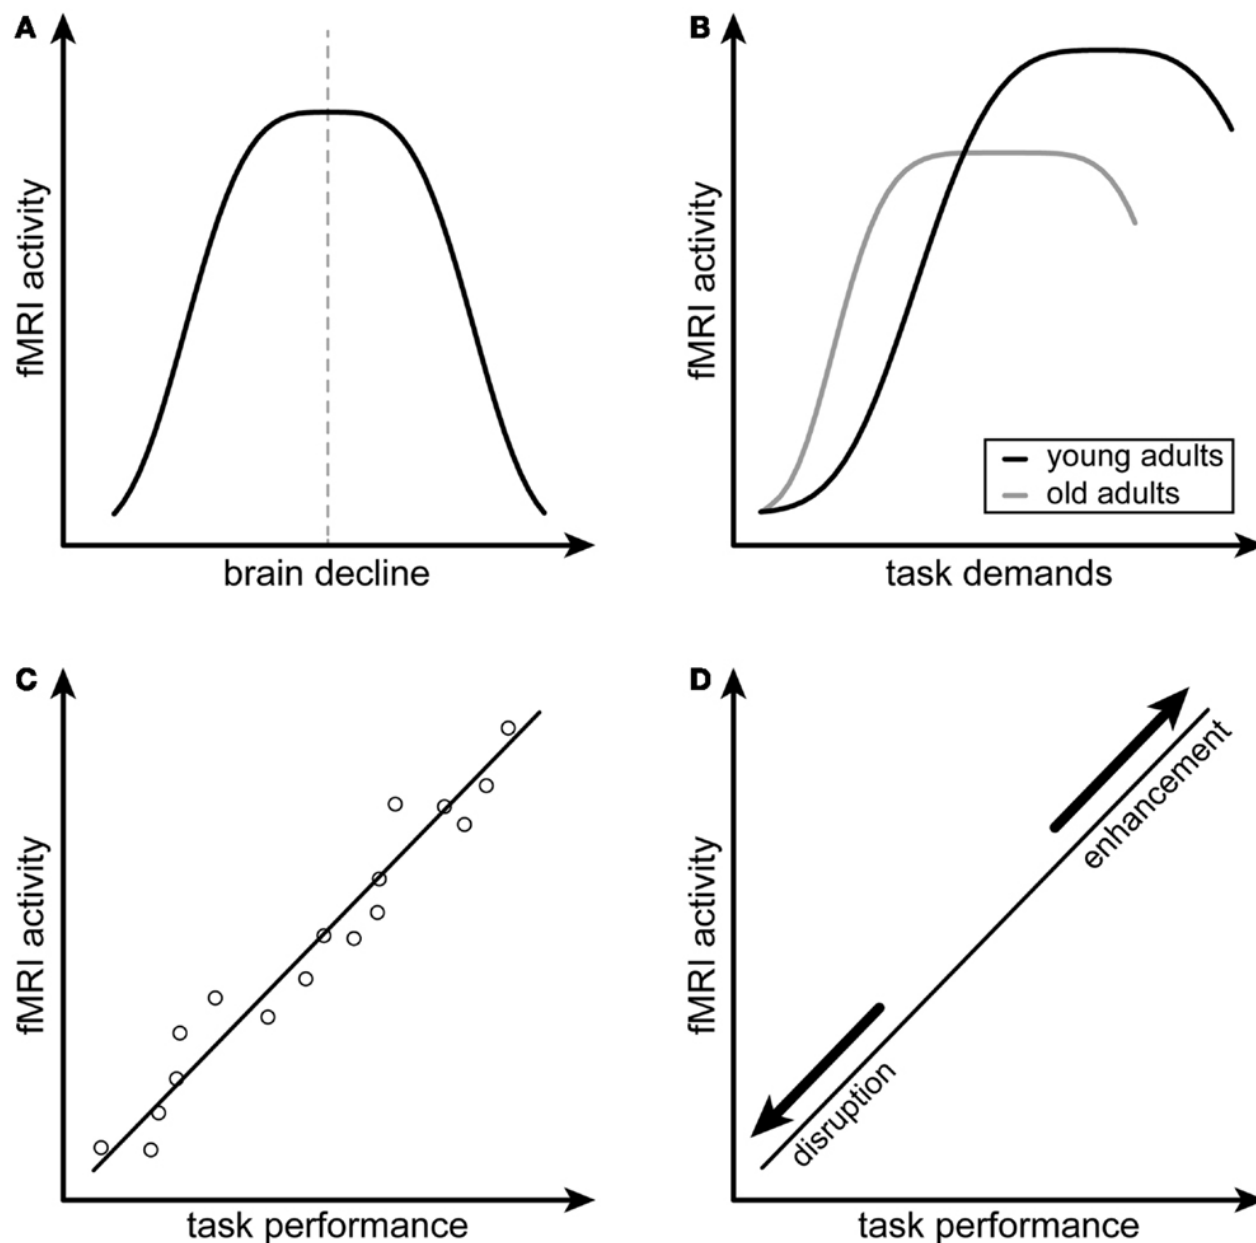 A
fMRI activity
brain decline
B
fMRI activity
young adults
old adults
task demands
C
fMRI activity
task performance
D
fMRI activity
enhancement
disruption
task performance